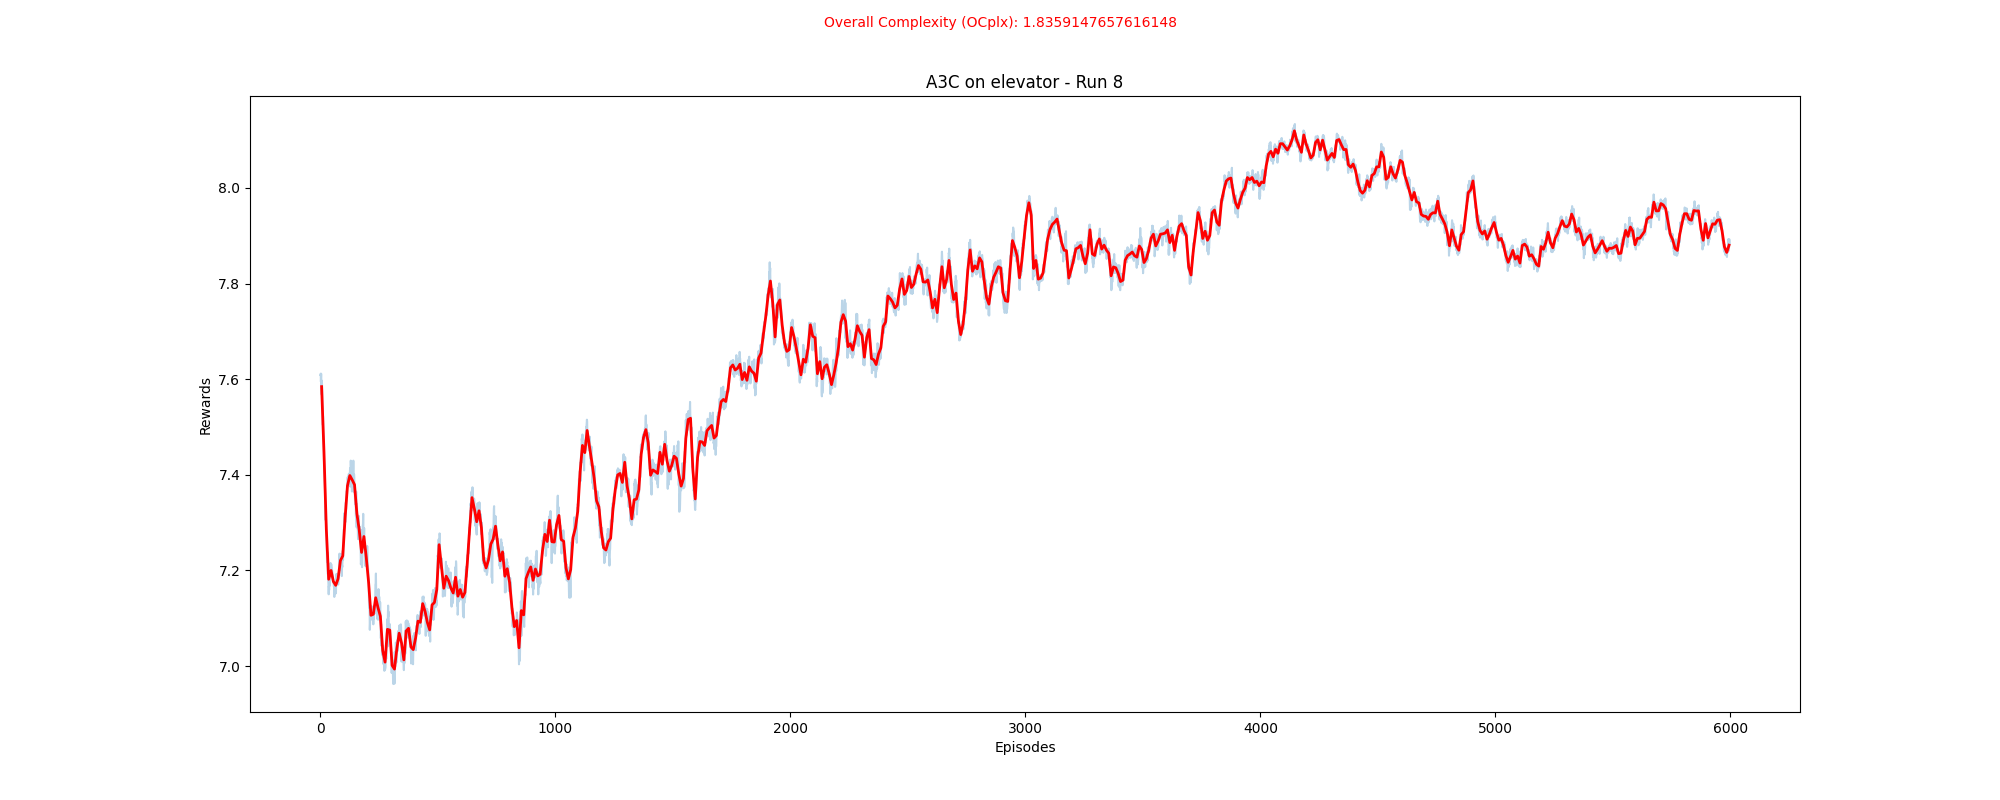 Overall Complexity (OCplx): 1.8359147657616148
A3C on elevator - Run 8
Rewards
8.0
7.8
7.6
7.4
7.2
7.0
0 1000 2000 3000 4000 5000 6000
Episodes